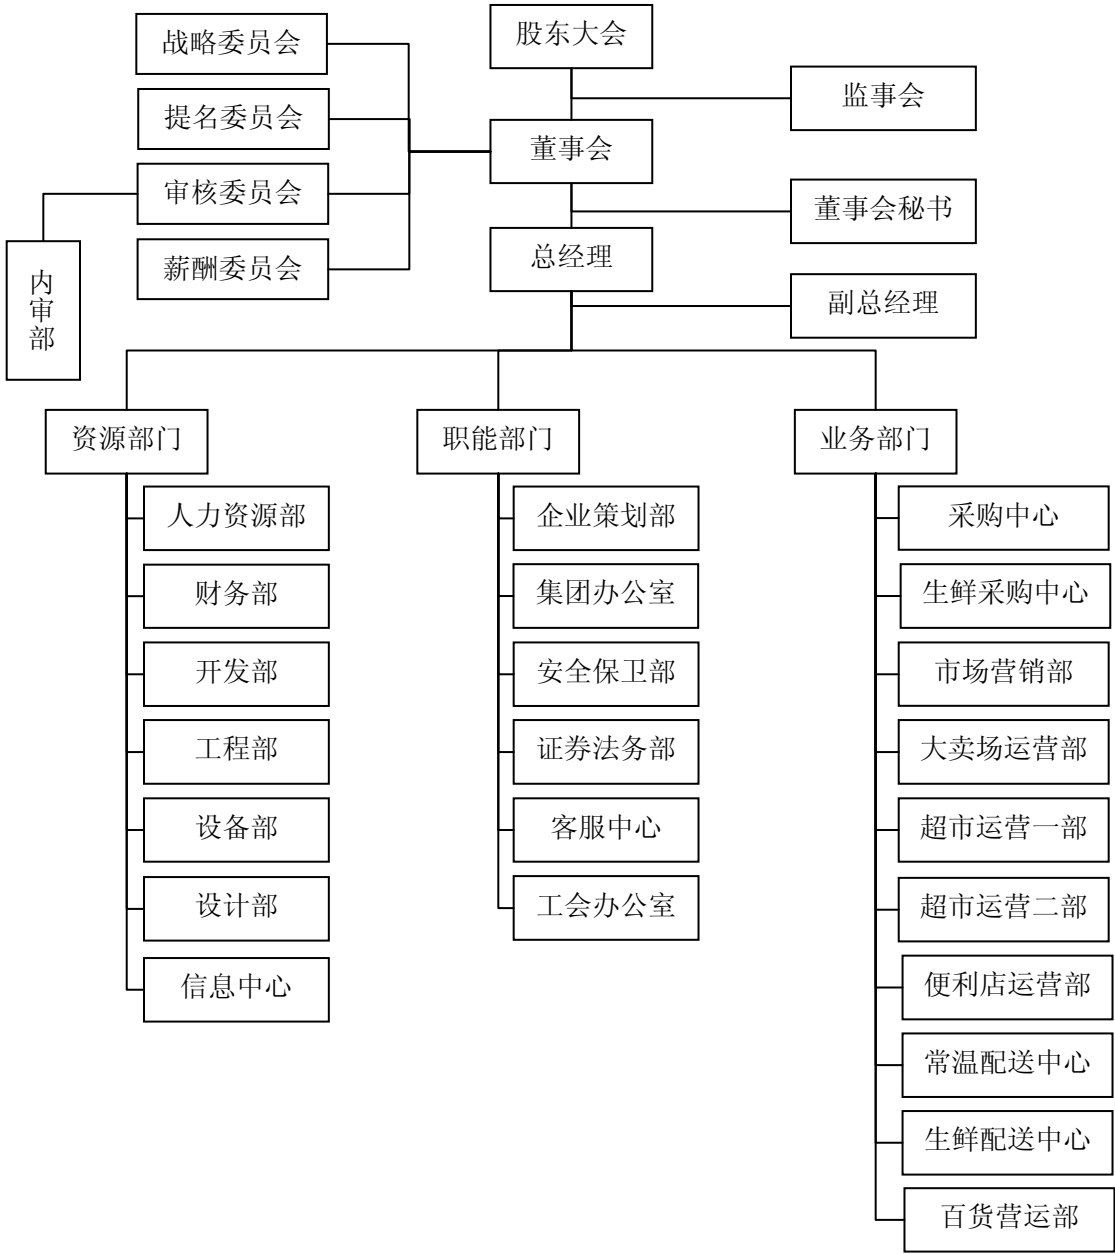 股东大会
战略委员会
监事会
提名委员会
董事会
审核委员会
董事会秘书
总经理
薪酬委员会
内审部
副总经理
资源部门
职能部门
业务部门
人力资源部
财务部
开发部
工程部
设备部
设计部
信息中心
企业策划部
集团办公室
安全保卫部
证券法务部
客服中心
工会办公室
采购中心
生鲜采购中心
市场营销部
大卖场运营部
超市运营一部
超市运营二部
便利店运营部
常温配送中心
生鲜配送中心
百货营运部